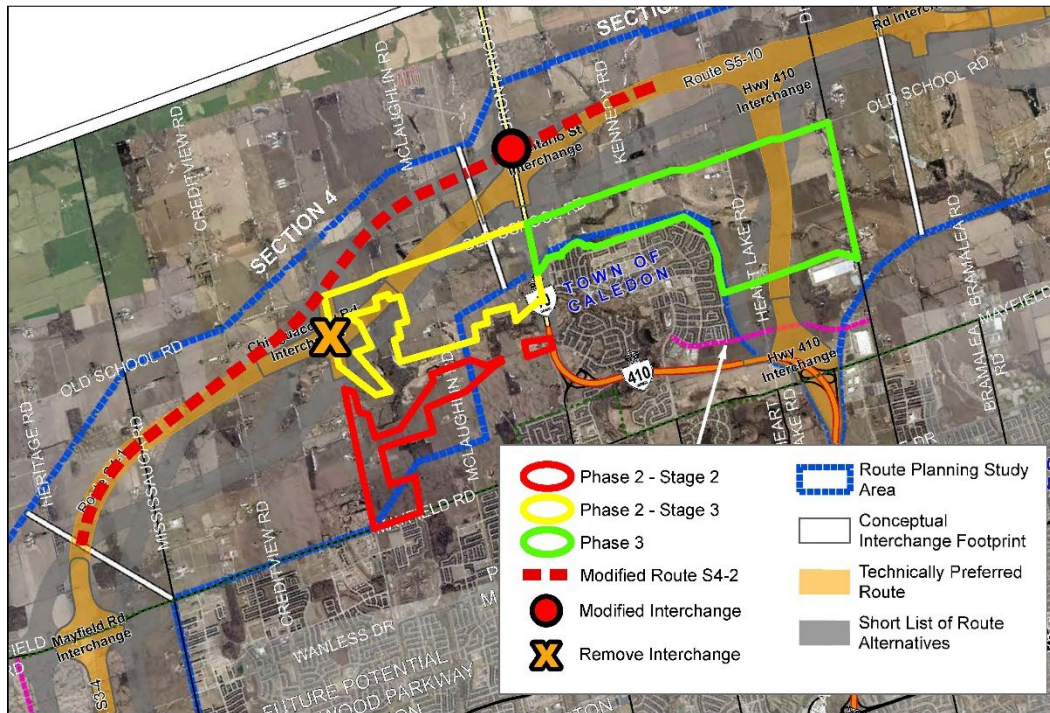 SECTION
Rd Interchange
Route S5-10
Hwy 410
Interchange
OLD SCHOOL RD
KENNEDY RD
MCLAUGHLIN RD
CREDITVIEW RD
SECTION 4
Interchange
TOWN OF
CALEDON
HEART LAKE RD
BRAMALEA RD
MAYFIELD
OLD SCHOOL RD
HERITAGE RD
MISSISSAUGA RD
CREDITVIEW RD
Hwy 410
Interchange
410
HEART
LAKE RD
BRAMALEA
Mayfield Rd
Interchange
S3-4
WANLESS DR
FUTURE POTENTIAL
Phase 2 - Stage 2
Phase 2 - Stage 3
Phase 3
Modified Route S4-2
Modified Interchange
Remove Interchange
Route Planning Study
Area
Conceptual
Interchange Footprint
Technically Preferred
Route
Short List of Route
Alternatives